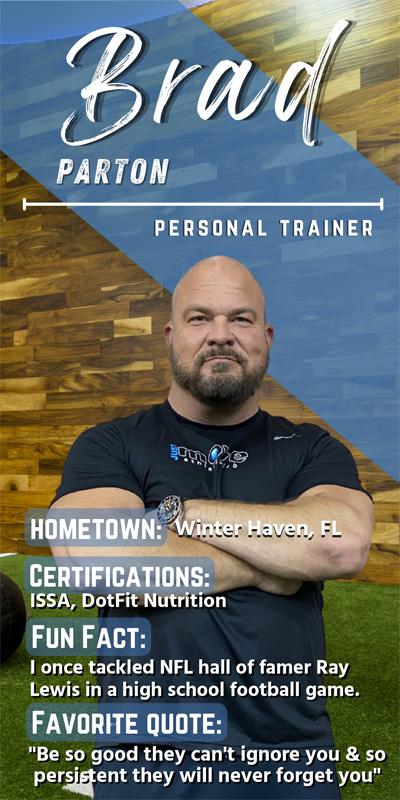 Brad
PARTON
PERSONAL TRAINER
HOMETOWN: Winter Haven, FL
CERTIFICATIONS:
ISSA, DotFit Nutrition
FUN FACT:
I once tackled NFL hall of famer Ray
Lewis in a high school football game.
FAVORITE QUOTE:
"Be so good they can't ignore you & so
persistent they will never forget you"